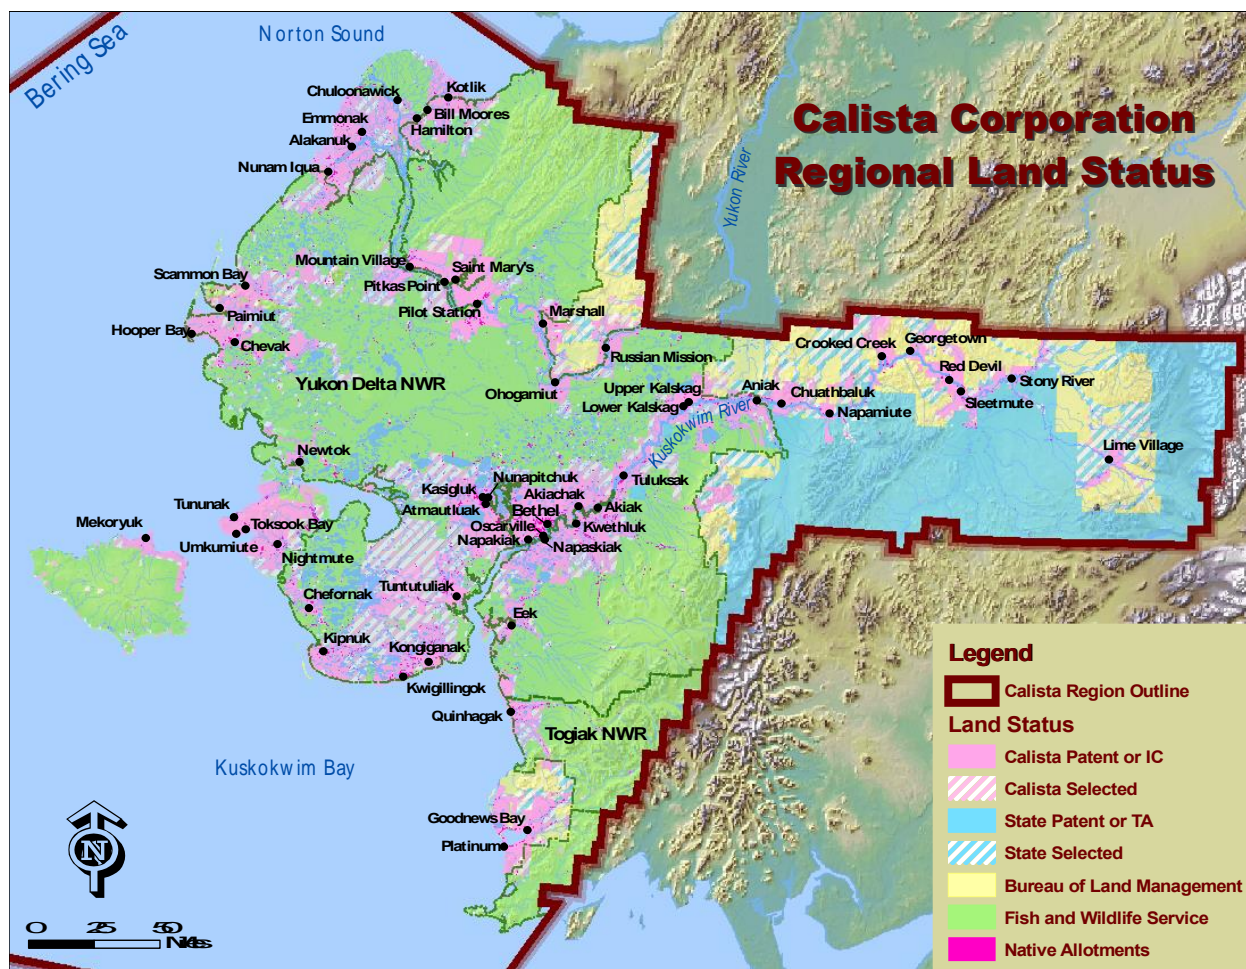 Norton Sound
Bering Sea
Calista Corporation
Regional Land Status
Yukon River
Kotlik
Chuloonawick
Bill Moores
Emmonak
Hamilton
Alakanuk
Nunam Iqua
Mountain Village
Saint Mary's
Scammon Bay
Pitkas Point
Pilot Station
Paimiut
Marshall
Hooper Bay
Chevak
Russian Mission
Crooked Creek
Georgetown
Yukon Delta NWR
Red Devil
Stony River
Ohogamiut
Upper Kalskag
Aniak
Chuathbaluk
Sleetmute
Lower Kalskag
Napamiute
Kuskokwim River
Lime Village
Newtok
Nunapitchuk
Tuluksak
Kasigluk
Akiachak
Atmautluak
Bethel
Akiak
Tununak
Mekoryuk
Toksook Bay
Oscarville
Kwethluk
Umkumiute
Napakiak
Napaskiak
Nightmute
Tuntutuliak
Chefornak
Eek
Kipnuk
Kongiganak
Kwigillingok
Quinhagak
Togiak NWR
Kuskokwim Bay
Goodnews Bay
Platinum
N
0 25 50
Miles
Legend
Calista Region Outline
Land Status
Calista Patent or IC
Calista Selected
State Patent or TA
State Selected
Bureau of Land Management
Fish and Wildlife Service
Native Allotments